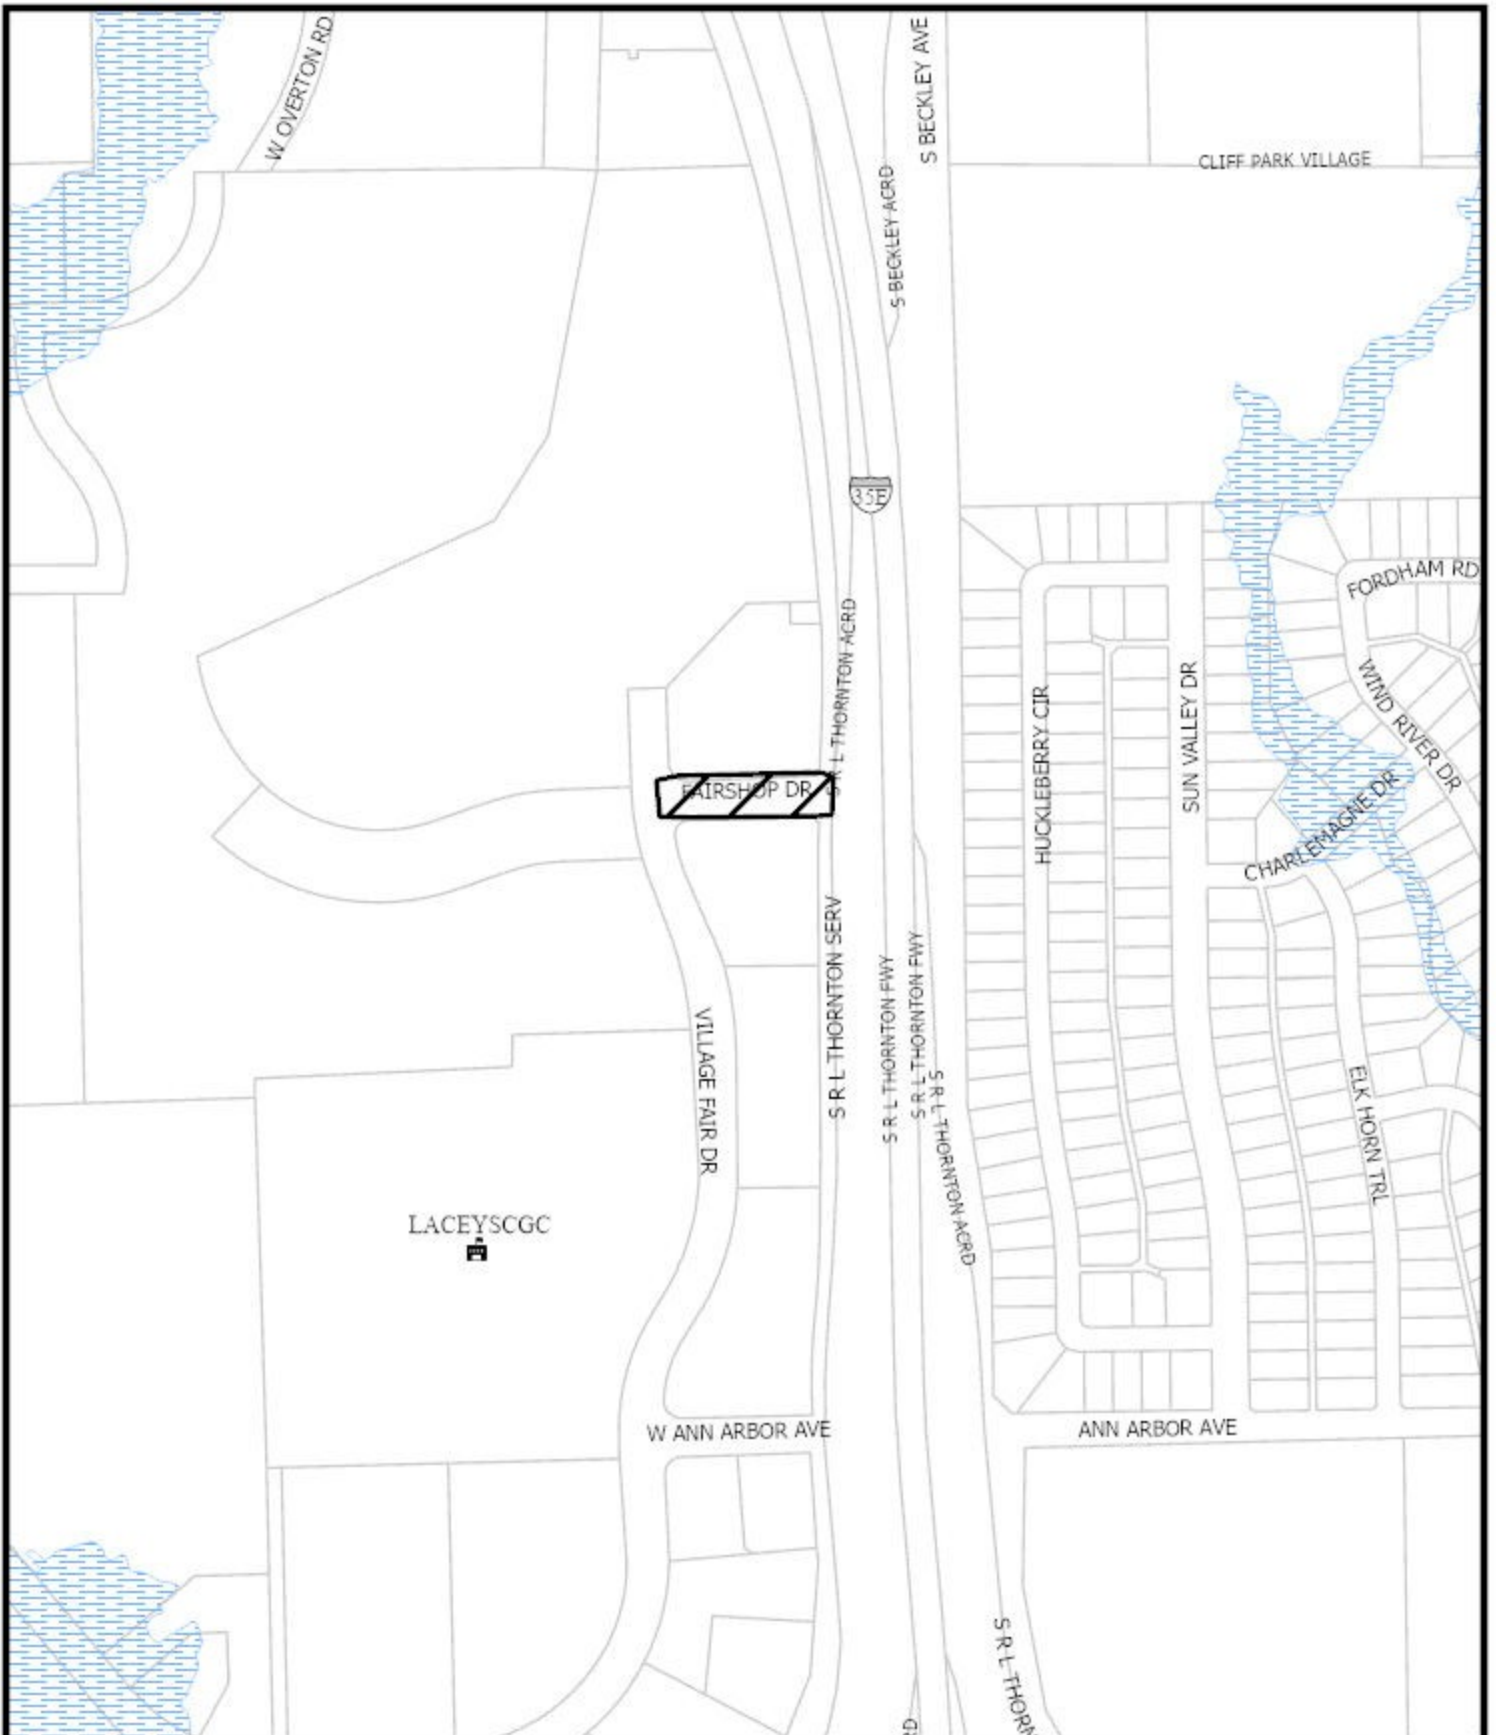 W OVERTON RD
S BECKLEY AVE
CLIFF PARK VILLAGE
S BECKLEY ACRD
35E
FORDHAM RD
S R L THORNTON ACRD
WIND RIVER DR
SUN VALLEY DR
HUCKLEBERRY CIR
FAIRSHOP DR
CHARLEMAGNE DR
S R L THORNTON SERV
S R L THORNTON FWY
S R L THORNTON FWY
VILLAGE FAIR DR
S R L THORNTON ACRD
ELK HORN TRL
LACEYSCGC
W ANN ARBOR AVE
ANN ARBOR AVE
S R L THORN
RD